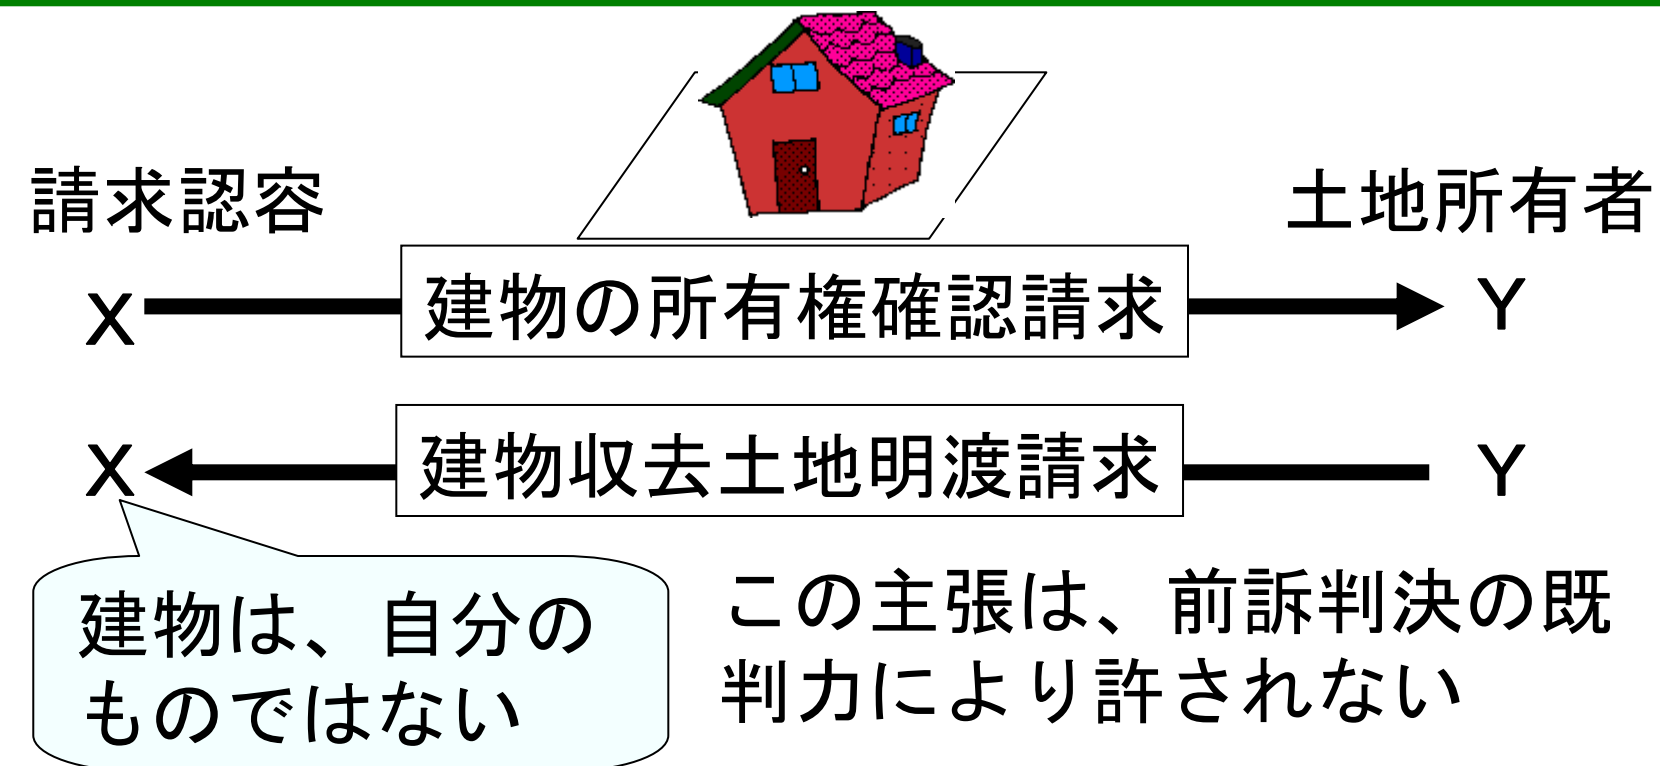 請求認容
土地所有者
X 建物の所有権確認請求 Y
X 建物収去土地明渡請求 Y
建物は、自分の
ものではない
この主張は、前訴判決の既
判力により許されない